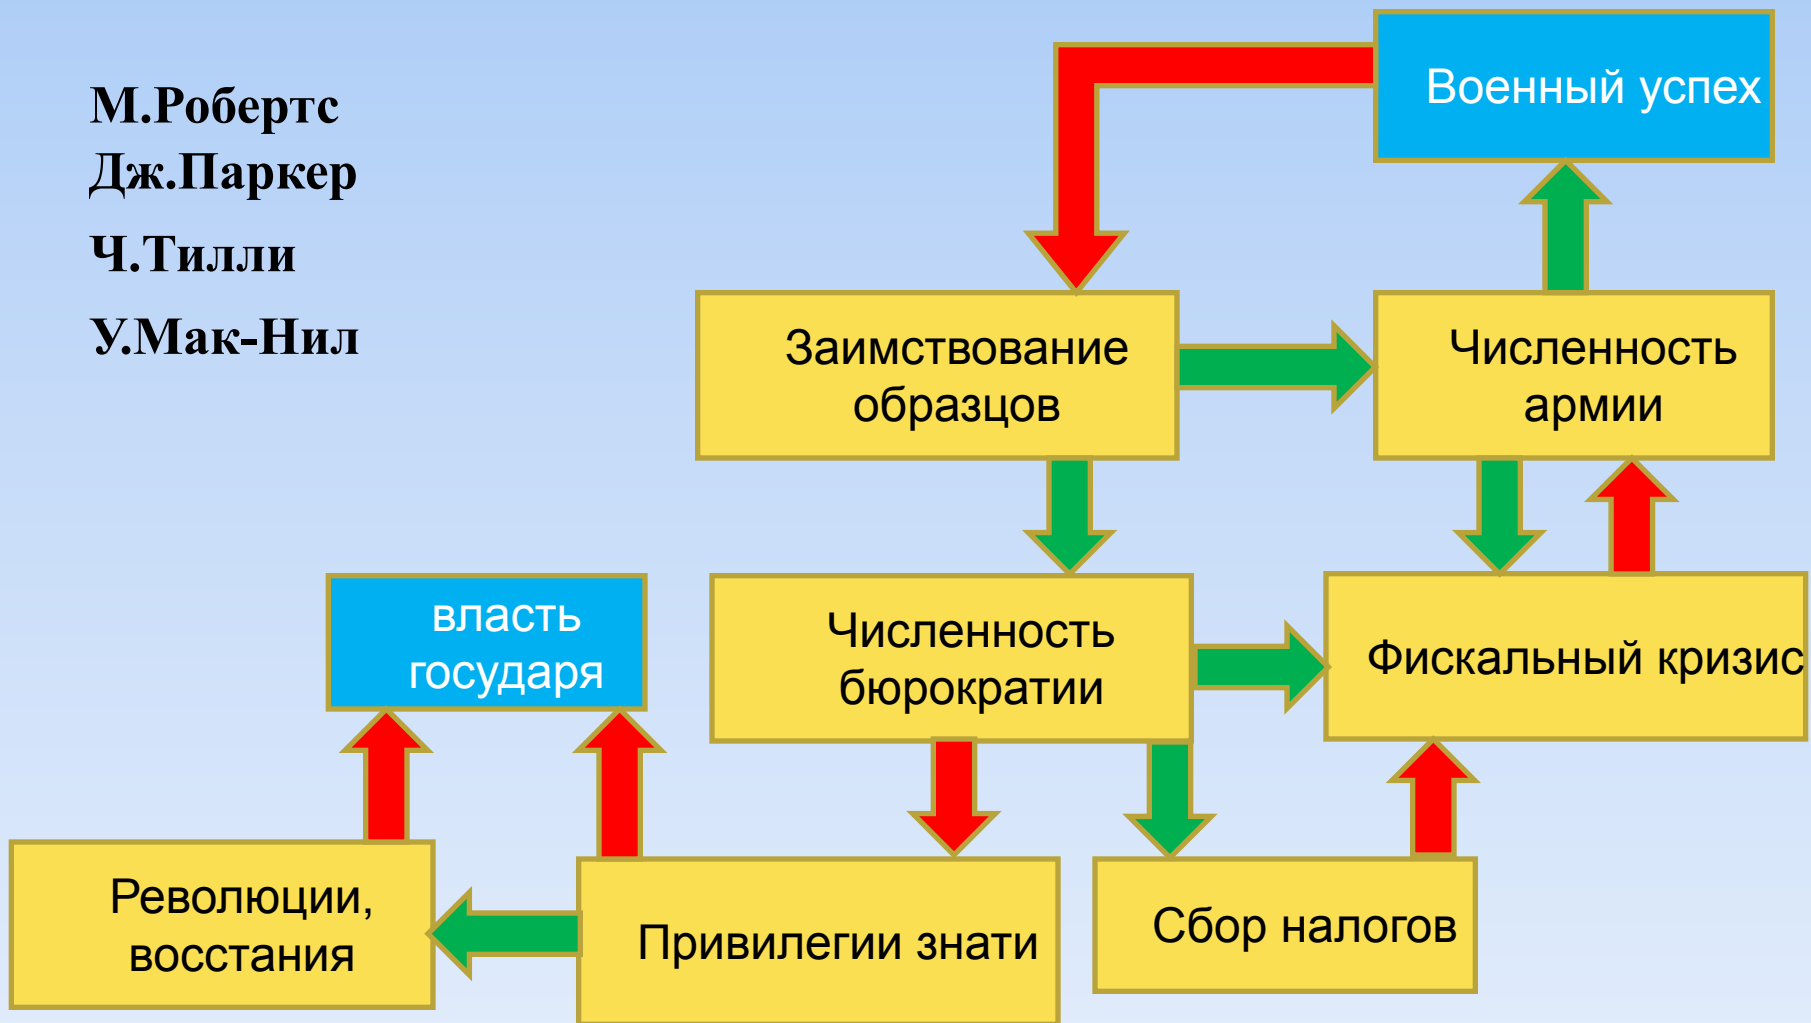 М.Робертс
Дж.Паркер
Ч.Тилли
У.Мак-Нил
Военный успех
Заимствование
образцов
Численность
армии
власть
государя
Численность
бюрократии
Фискальный кризис
Революции,
восстания
Привилегии знати
Сбор налогов